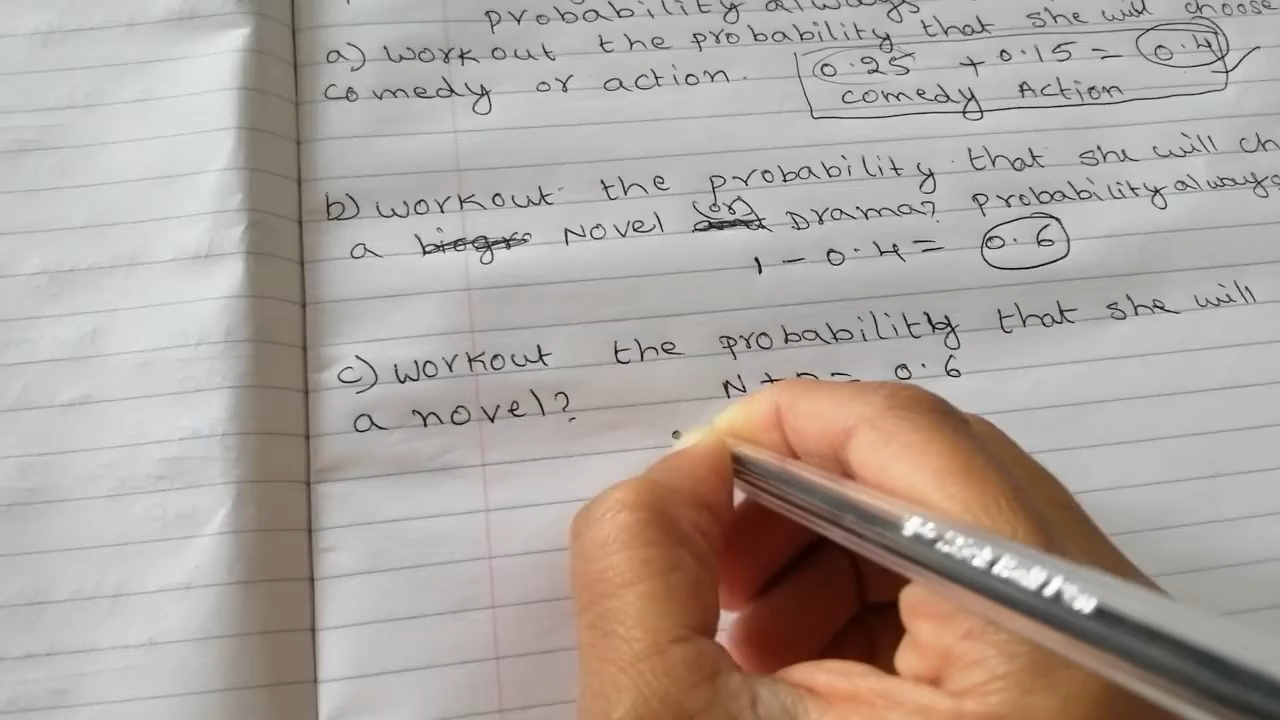 probability always
a) workout the probability that she will choose
comedy or action. 0.25 + 0.15 = 0.4
comedy Action
b) workout the probability that she will ch
a Novel (or) Drama? probability always
1 - 0.4 = 0.6
c) workout the probability that she will
a novel? N + D = 0.6